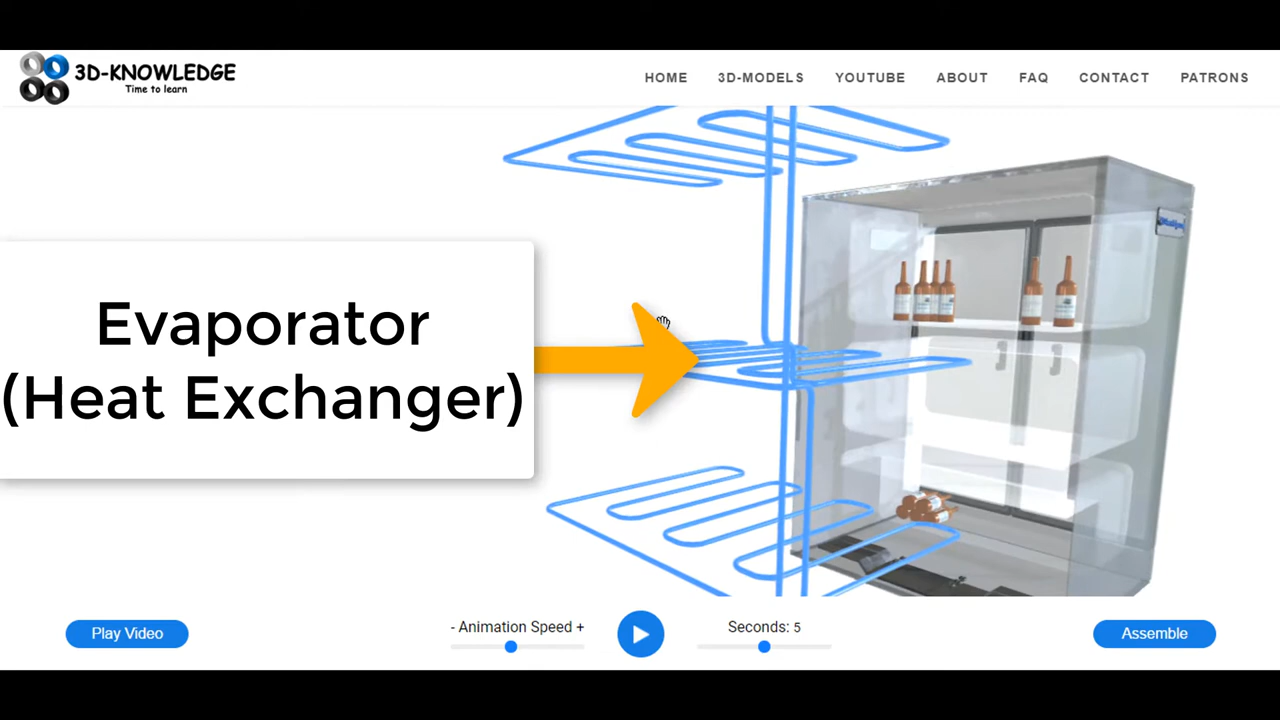 3D-KNOWLEDGE
Time to learn
HOME 3D-MODELS YOUTUBE ABOUT FAQ CONTACT PATRONS
Evaporator
(Heat Exchanger)
Play Video
- Animation Speed +
Seconds: 5
Assemble